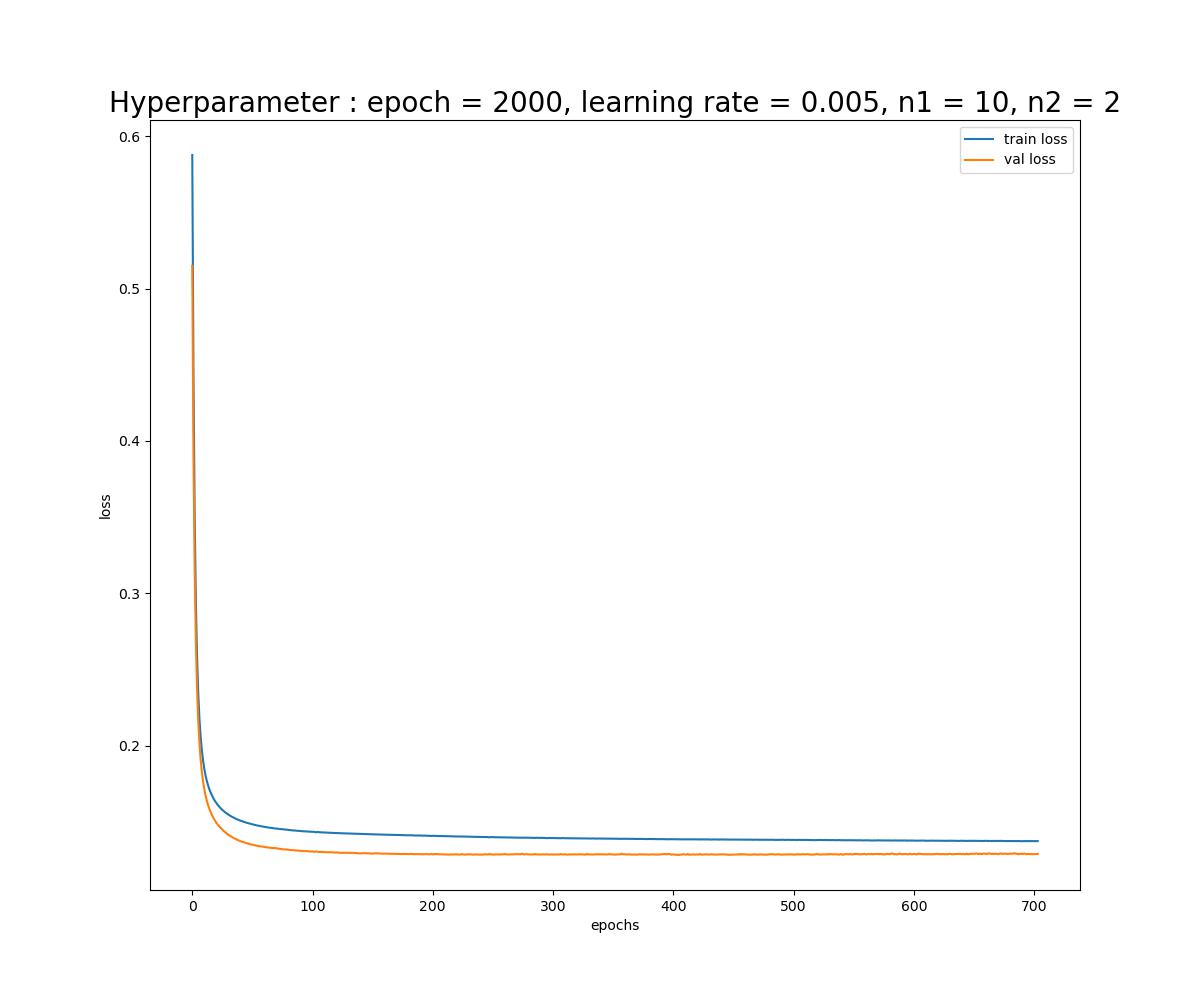 Hyperparameter : epoch = 2000, learning rate = 0.005, n1 = 10, n2 = 2
train loss
val loss
0.6
0.5
0.4
0.3
0.2
loss
0 100 200 300 400 500 600 700
epochs